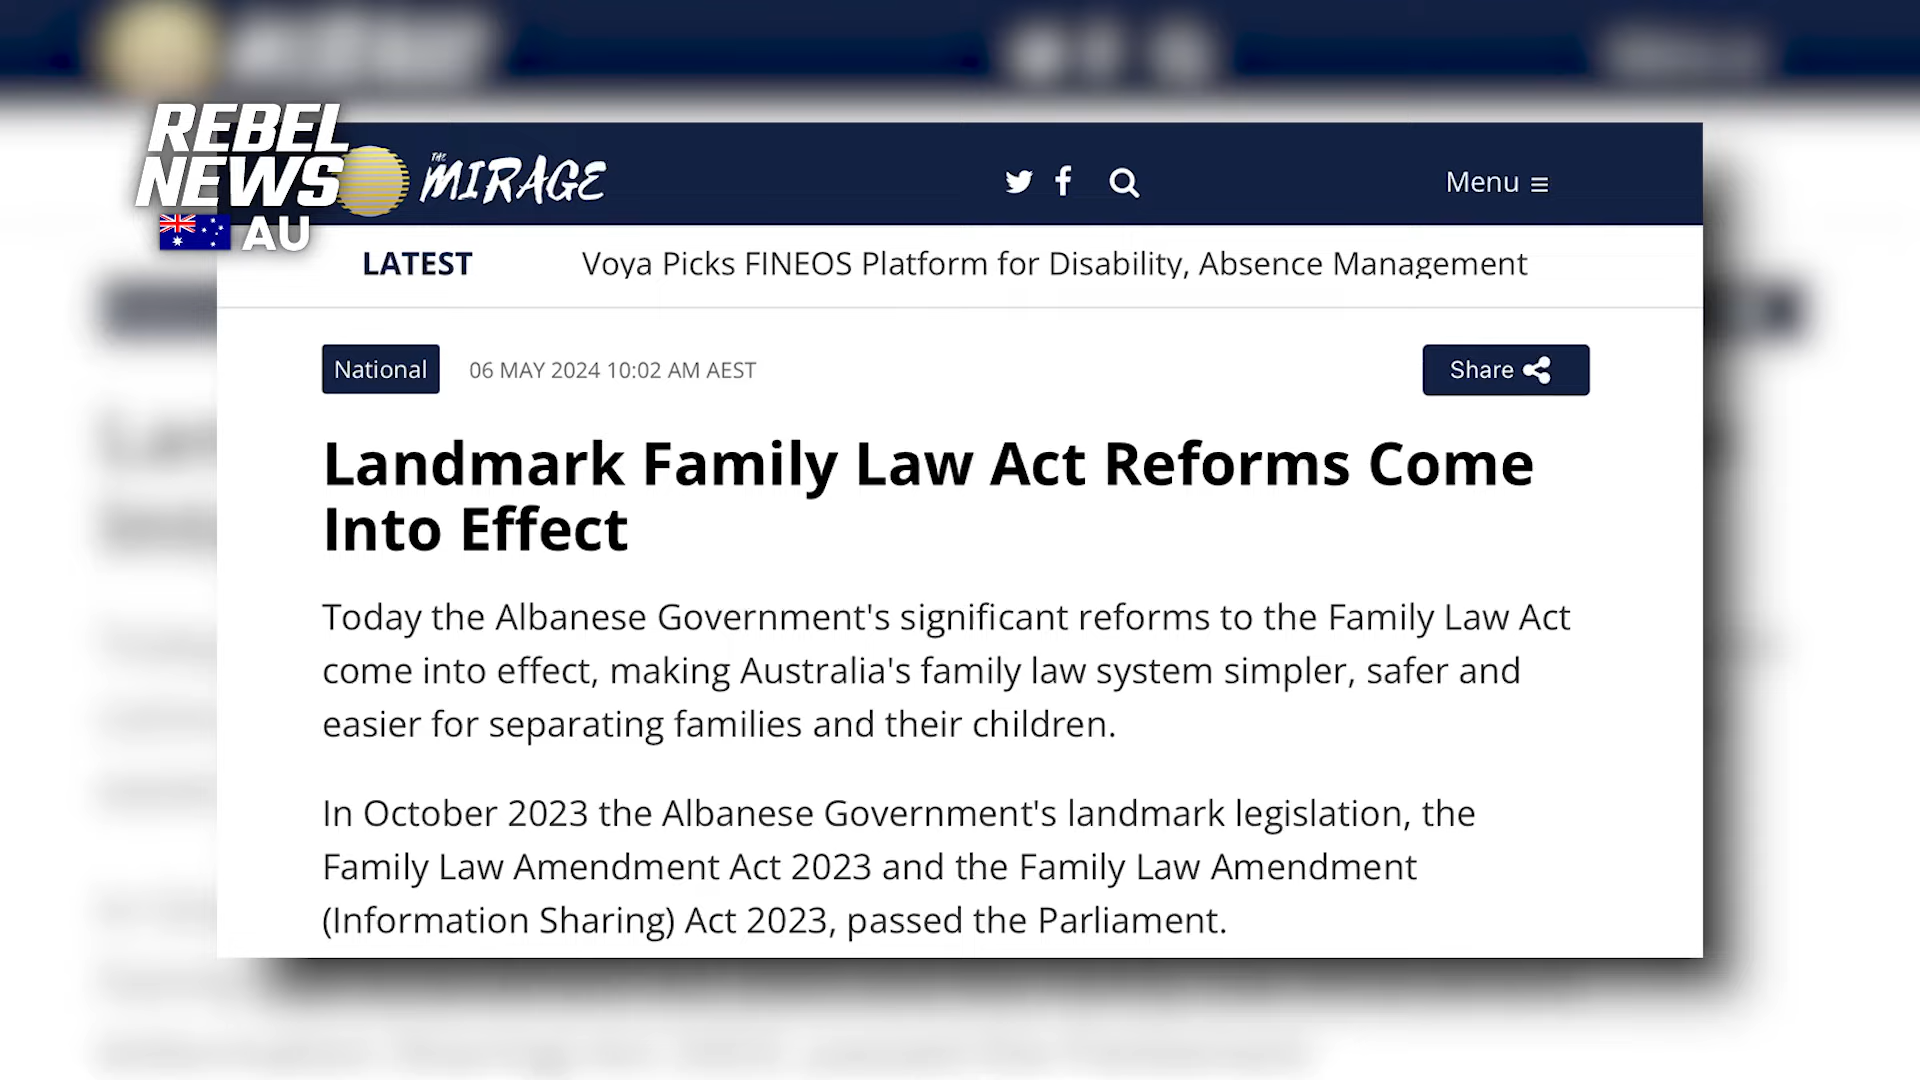 REBEL
NEWS
AU
THE
MIRAGE
Menu
LATEST
Voya Picks FINEOS Platform for Disability, Absence Management
National
06 MAY 2024 10:02 AM AEST
Share
Landmark Family Law Act Reforms Come
Into Effect
Today the Albanese Government's significant reforms to the Family Law Act
come into effect, making Australia's family law system simpler, safer and
easier for separating families and their children.
In October 2023 the Albanese Government's landmark legislation, the
Family Law Amendment Act 2023 and the Family Law Amendment
(Information Sharing) Act 2023, passed the Parliament.